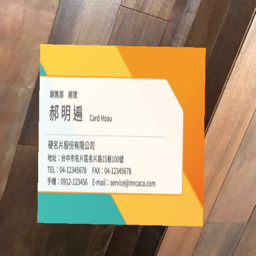 銷售部 經理
郝明遍 Card Hoau
硬名片股份有限公司
地址：台中市名片區名片路15巷100號
TEL：04-12345678 FAX：04-12345678
手機：0912-123456 E-mail：service@mrcaca.com